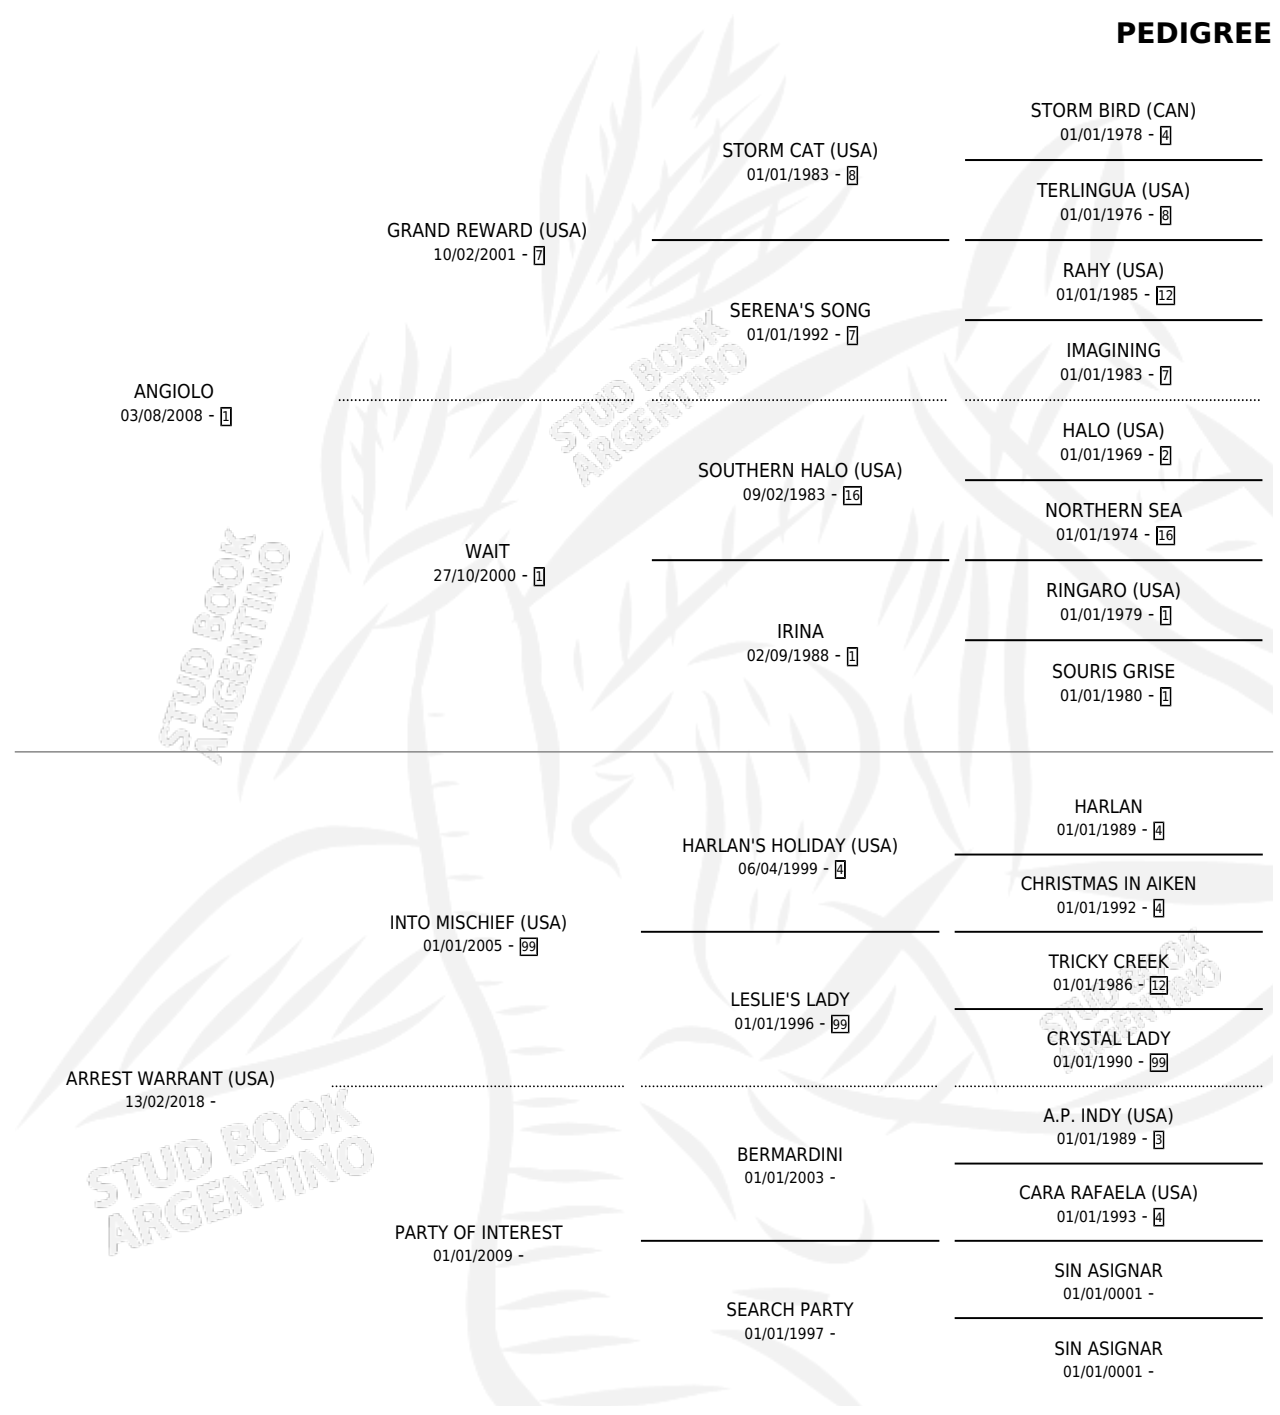 PEDIGREE
STORM BIRD (CAN)
01/01/1978 - 4
STORM CAT (USA)
01/01/1983 - 8
TERLINGUA (USA)
01/01/1976 - 8
GRAND REWARD (USA)
10/02/2001 - 7
RAHY (USA)
01/01/1985 - 12
SERENA'S SONG
01/01/1992 - 7
IMAGINING
01/01/1983 - 7
ANGIOLO
03/08/2008 - 1
HALO (USA)
01/01/1969 - 2
SOUTHERN HALO (USA)
09/02/1983 - 16
NORTHERN SEA
01/01/1974 - 16
WAIT
27/10/2000 - 1
RINGARO (USA)
01/01/1979 - 1
IRINA
02/09/1988 - 1
SOURIS GRISE
01/01/1980 - 1
HARLAN
01/01/1989 - 4
HARLAN'S HOLIDAY (USA)
06/04/1999 - 4
CHRISTMAS IN AIKEN
01/01/1992 - 4
INTO MISCHIEF (USA)
01/01/2005 - 99
TRICKY CREEK
01/01/1986 - 12
LESLIE'S LADY
01/01/1996 - 99
CRYSTAL LADY
01/01/1990 - 99
ARREST WARRANT (USA)
13/02/2018 -
A.P. INDY (USA)
01/01/1989 - 3
BERMARDINI
01/01/2003 -
CARA RAFAELA (USA)
01/01/1993 - 4
PARTY OF INTEREST
01/01/2009 -
SIN ASIGNAR
01/01/0001 -
SEARCH PARTY
01/01/1997 -
SIN ASIGNAR
01/01/0001 -
STUD BOOK
ARGENTINO
STUD BOOK
ARGENTINO
STUD BOOK
ARGENTINO
STUD BOOK
ARGENTINO